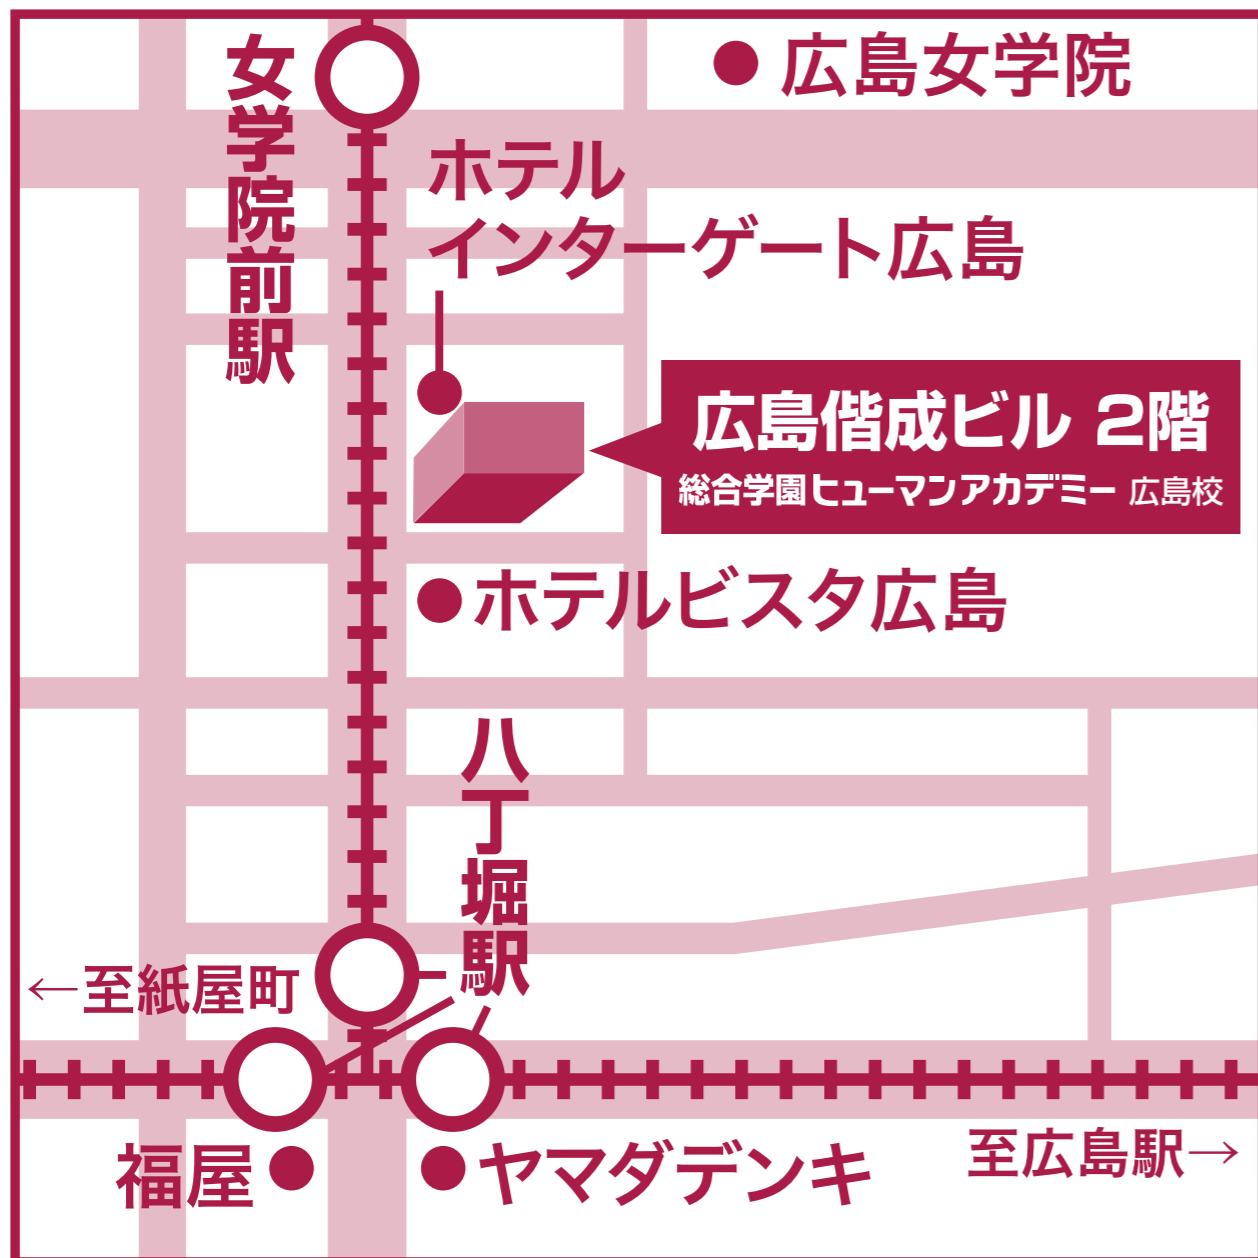 女学院前駅
広島女学院
ホテル
インターゲート広島
広島偕成ビル 2階
総合学園ヒューマンアカデミー 広島校
ホテルビスタ広島
八丁堀駅
←至紙屋町
福屋
ヤマダデンキ
至広島駅→